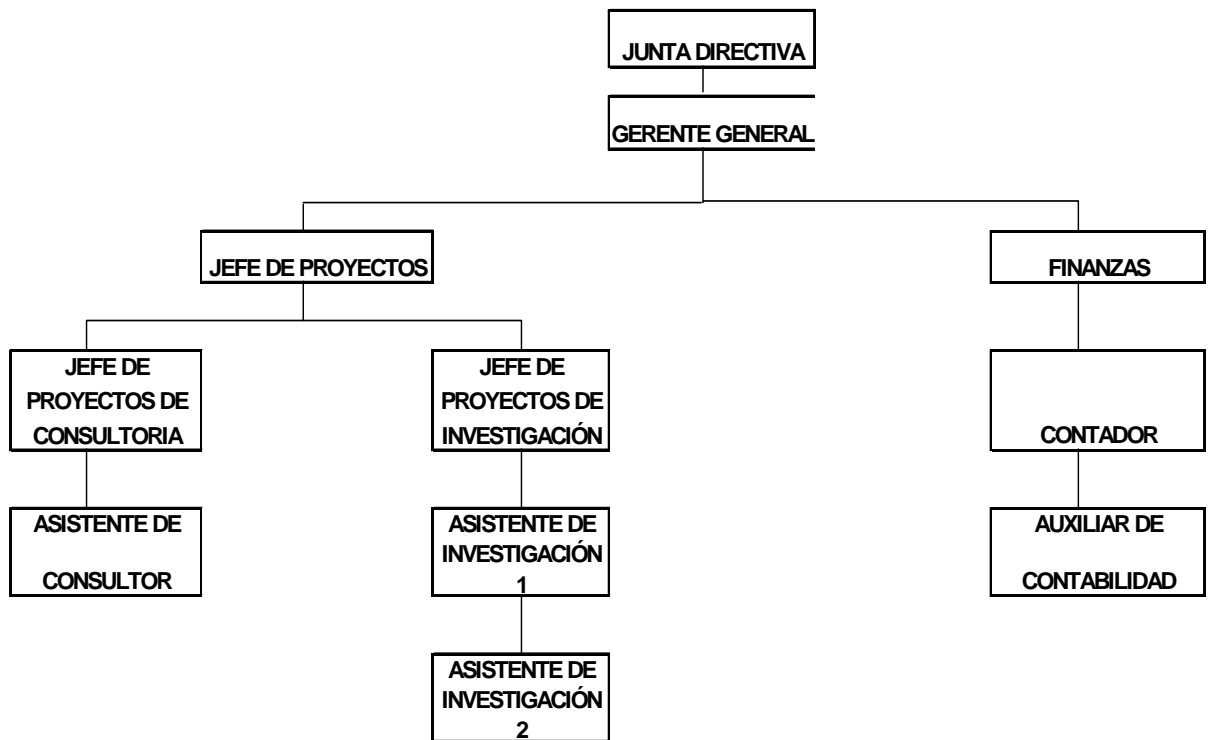 JUNTA DIRECTIVA
GERENTE GENERAL
JEFE DE PROYECTOS
FINANZAS
JEFE DE
PROYECTOS DE
CONSULTORIA
JEFE DE
PROYECTOS DE
INVESTIGACIÓN
CONTADOR
ASISTENTE DE
CONSULTOR
ASISTENTE DE
INVESTIGACIÓN
1
AUXILIAR DE
CONTABILIDAD
ASISTENTE DE
INVESTIGACIÓN
2